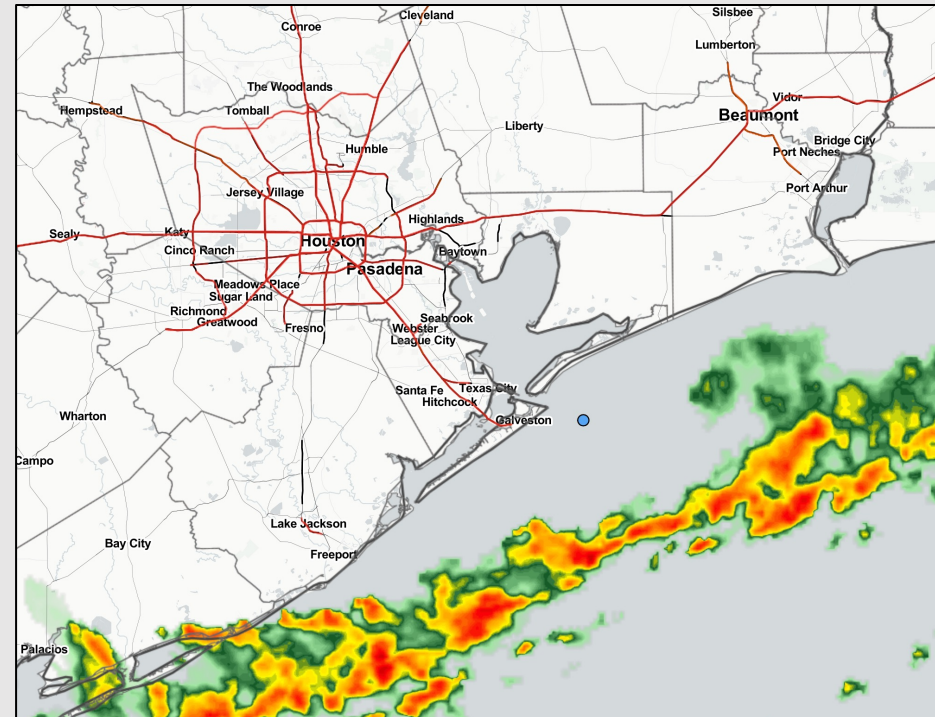 Cleveland
Silsbee
Conroe
Lumberton
The Woodlands
Vidor
Hempstead
Tomball
Beaumont
Liberty
Bridge City
Humble
Port Neches
Port Arthur
Jersey Village
Highlands
Sealy
Katy
Houston
Cinco Ranch
Baytown
Pasadena
Meadows Place
Sugar Land
Richmond
Seabrook
Greatwood
Fresno
Webster
League City
Santa Fe
Texas City
Hitchcock
Wharton
Galveston
Campo
Lake Jackson
Bay City
Freeport
Palacios